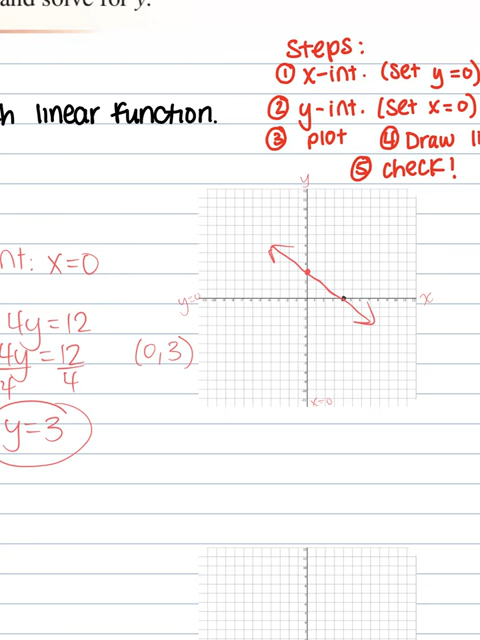 and solve for y.
Steps:
① x-int. (Set y=0)
h linear function.
② y-int. (Set x=0)
③ plot ④ Draw li
⑤ check!
y
nt: x=0
y=0
x
4y=12
4y=12 (0,3)
4 4
x=0
y=3